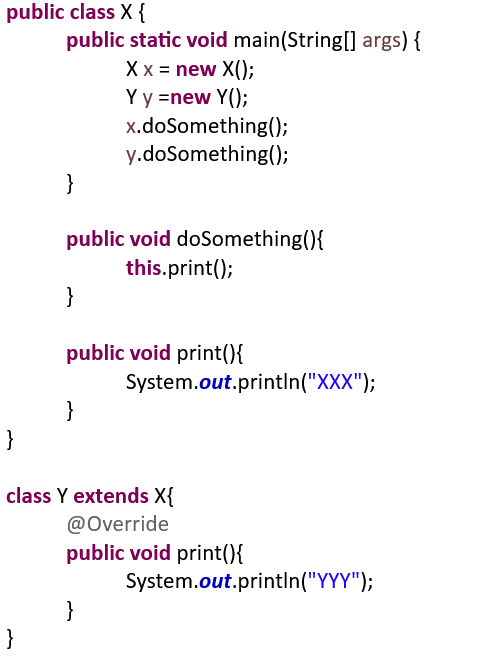 public class X {
public static void main(String[] args) {
X x = new X();
Y y =new Y();
x.doSomething();
y.doSomething();
}
public void doSomething(){
this.print();
}
public void print(){
System.out.println("XXX");
}
}
class Y extends X{
@Override
public void print(){
System.out.println("YYY");
}
}